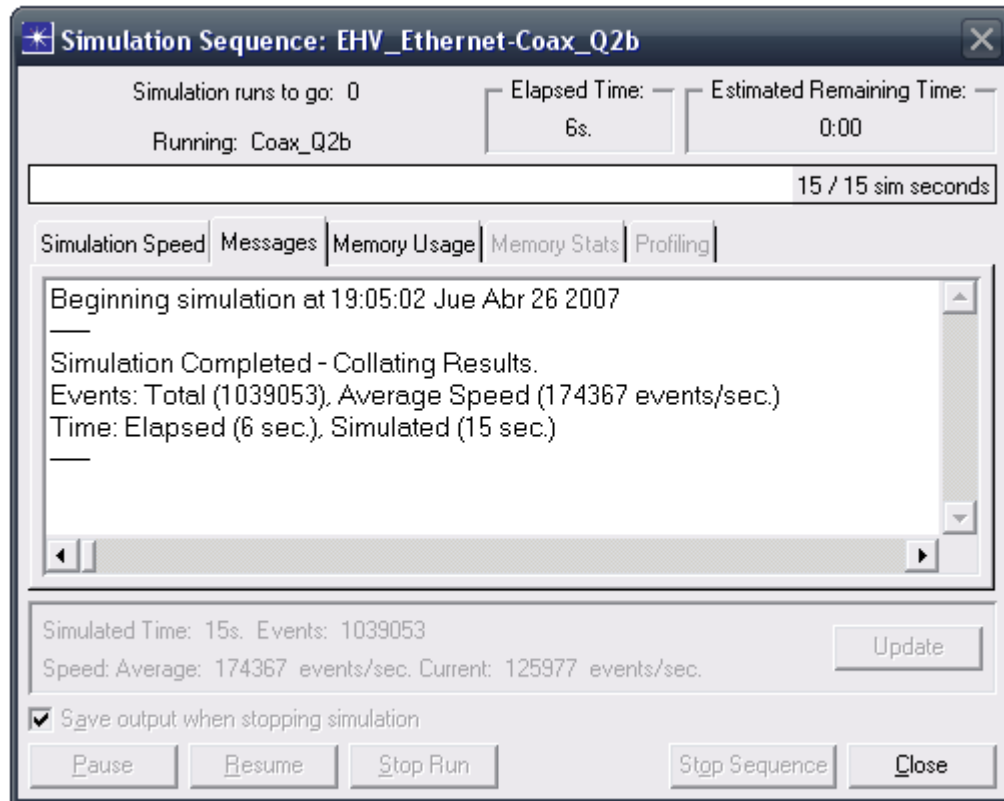 Simulation Sequence: EHV_Ethernet-Coax_Q2b
Simulation runs to go: 0
Running: Coax_Q2b
Elapsed Time:
6s.
Estimated Remaining Time:
0:00
15 / 15 sim seconds
Simulation Speed Messages Memory Usage Memory Stats Profiling
Beginning simulation at 19:05:02 Jue Abr 26 2007
----
Simulation Completed - Collating Results.
Events: Total (1039053), Average Speed (174367 events/sec.)
Time: Elapsed (6 sec.), Simulated (15 sec.)
----
Simulated Time: 15s. Events: 1039053
Speed: Average: 174367 events/sec. Current: 125977 events/sec.
Update
Save output when stopping simulation
Pause Resume Stop Run Stop Sequence Close